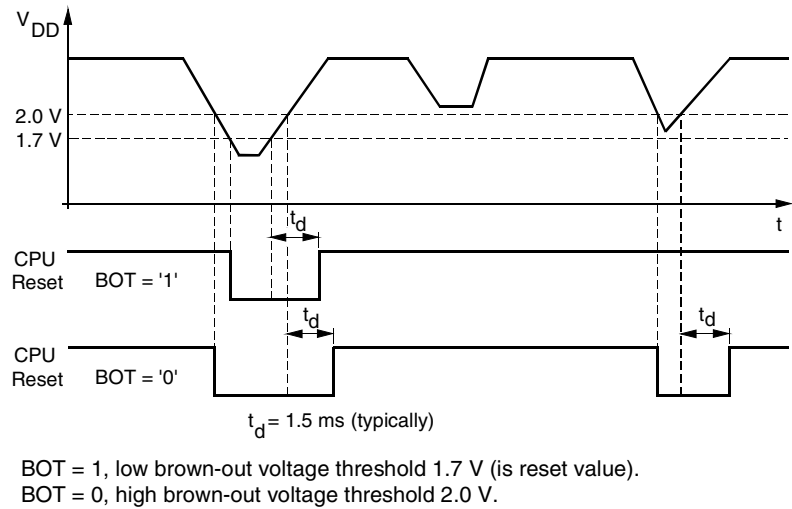 V DD
2.0 V
1.7 V
t
td
CPU
Reset
BOT = '1'
td
td
CPU
Reset
BOT = '0'
td = 1.5 ms (typically)
BOT = 1, low brown-out voltage threshold 1.7 V (is reset value).
BOT = 0, high brown-out voltage threshold 2.0 V.